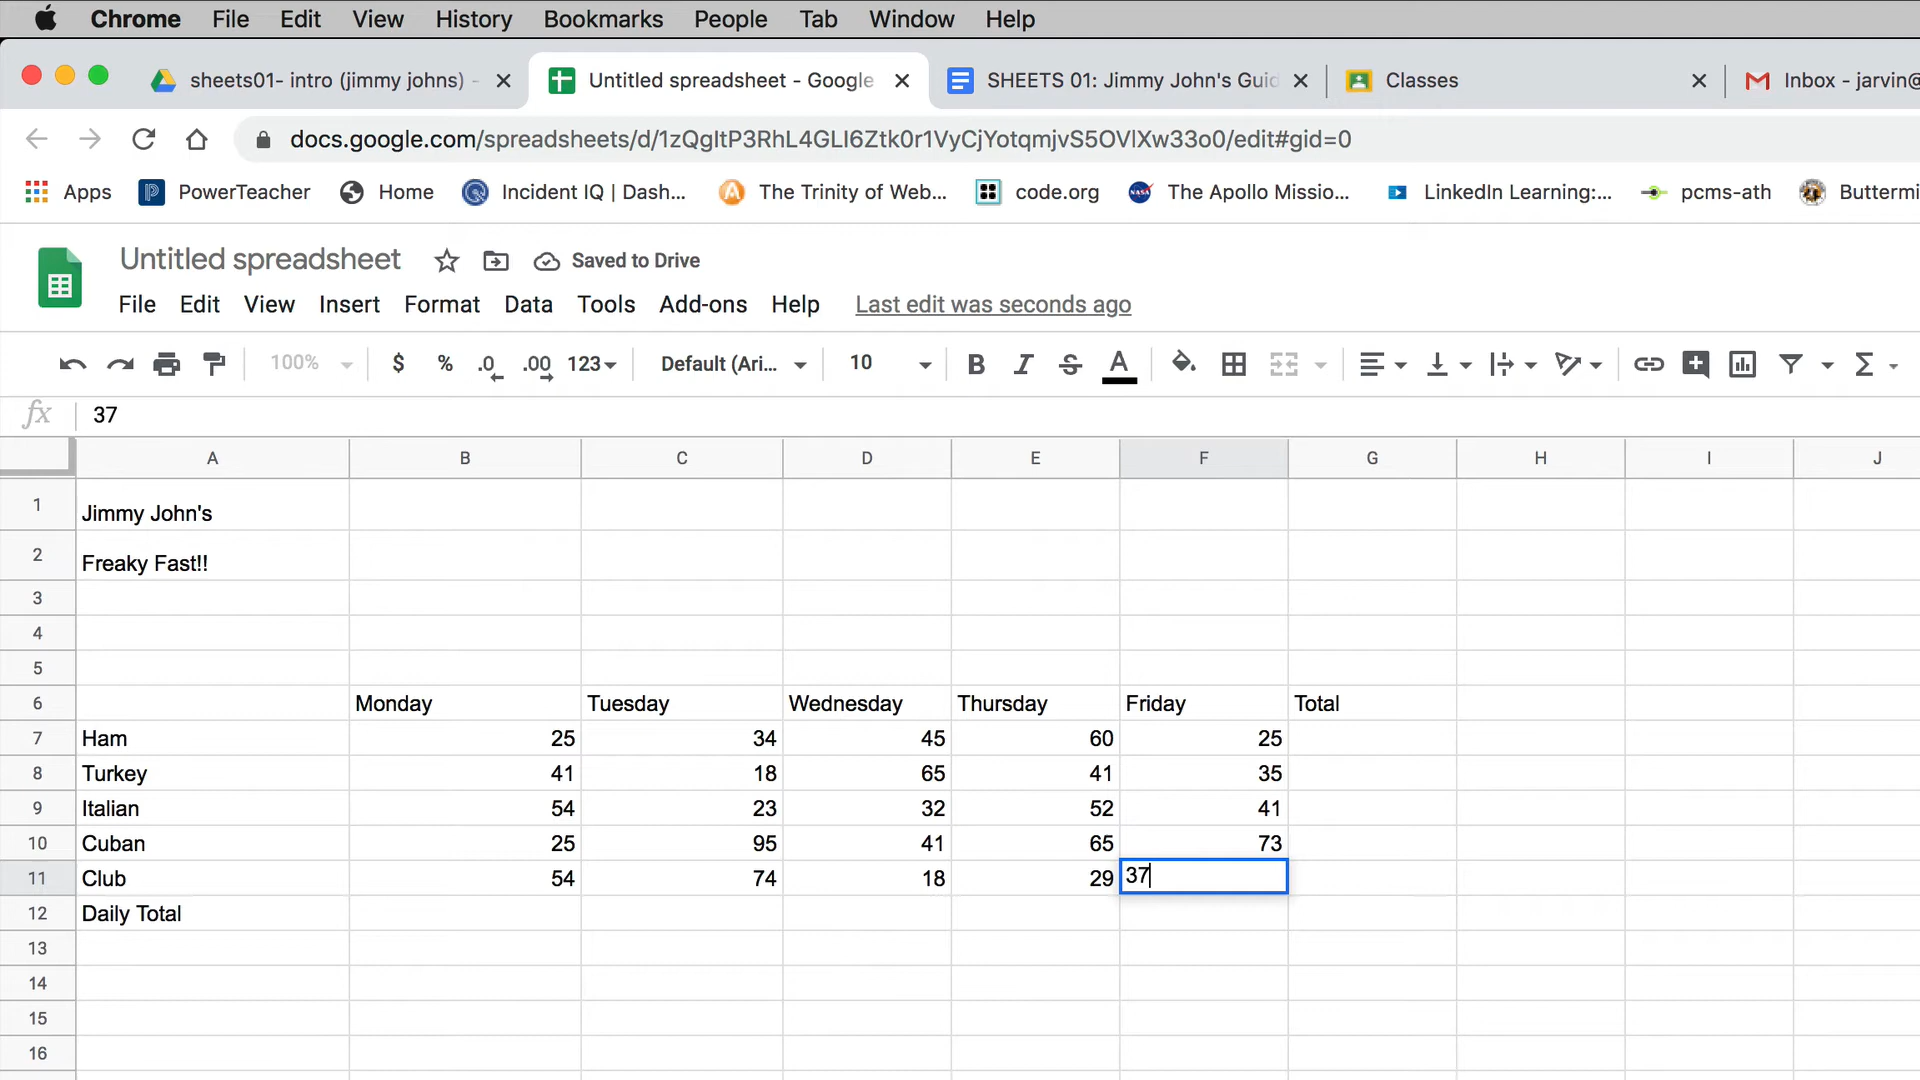 Chrome File Edit View History Bookmarks People Tab Window Help
sheets01- intro (jimmy johns) - Untitled spreadsheet - Google SHEETS 01: Jimmy John's Guid Classes Inbox - jarvin@
docs.google.com/spreadsheets/d/1zQgItP3RhL4GLI6Ztk0r1VyCjYotqmjvS5OVlXw33o0/edit#gid=0
Apps PowerTeacher Home Incident IQ | Dash... The Trinity of Web... code.org The Apollo Missio... LinkedIn Learning:... pcms-ath Buttermi
Untitled spreadsheet Saved to Drive
File Edit View Insert Format Data Tools Add-ons Help Last edit was seconds ago
100% $ % .0 .00 123 Default (Ari... 10 B I S A Σ
fx 37
A B C D E F G H I J
1 Jimmy John's
2 Freaky Fast!!
3
4
5
6 Monday Tuesday Wednesday Thursday Friday Total
7 Ham 25 34 45 60 25
8 Turkey 41 18 65 41 35
9 Italian 54 23 32 52 41
10 Cuban 25 95 41 65 73
11 Club 54 74 18 29 37
12 Daily Total
13
14
15
16